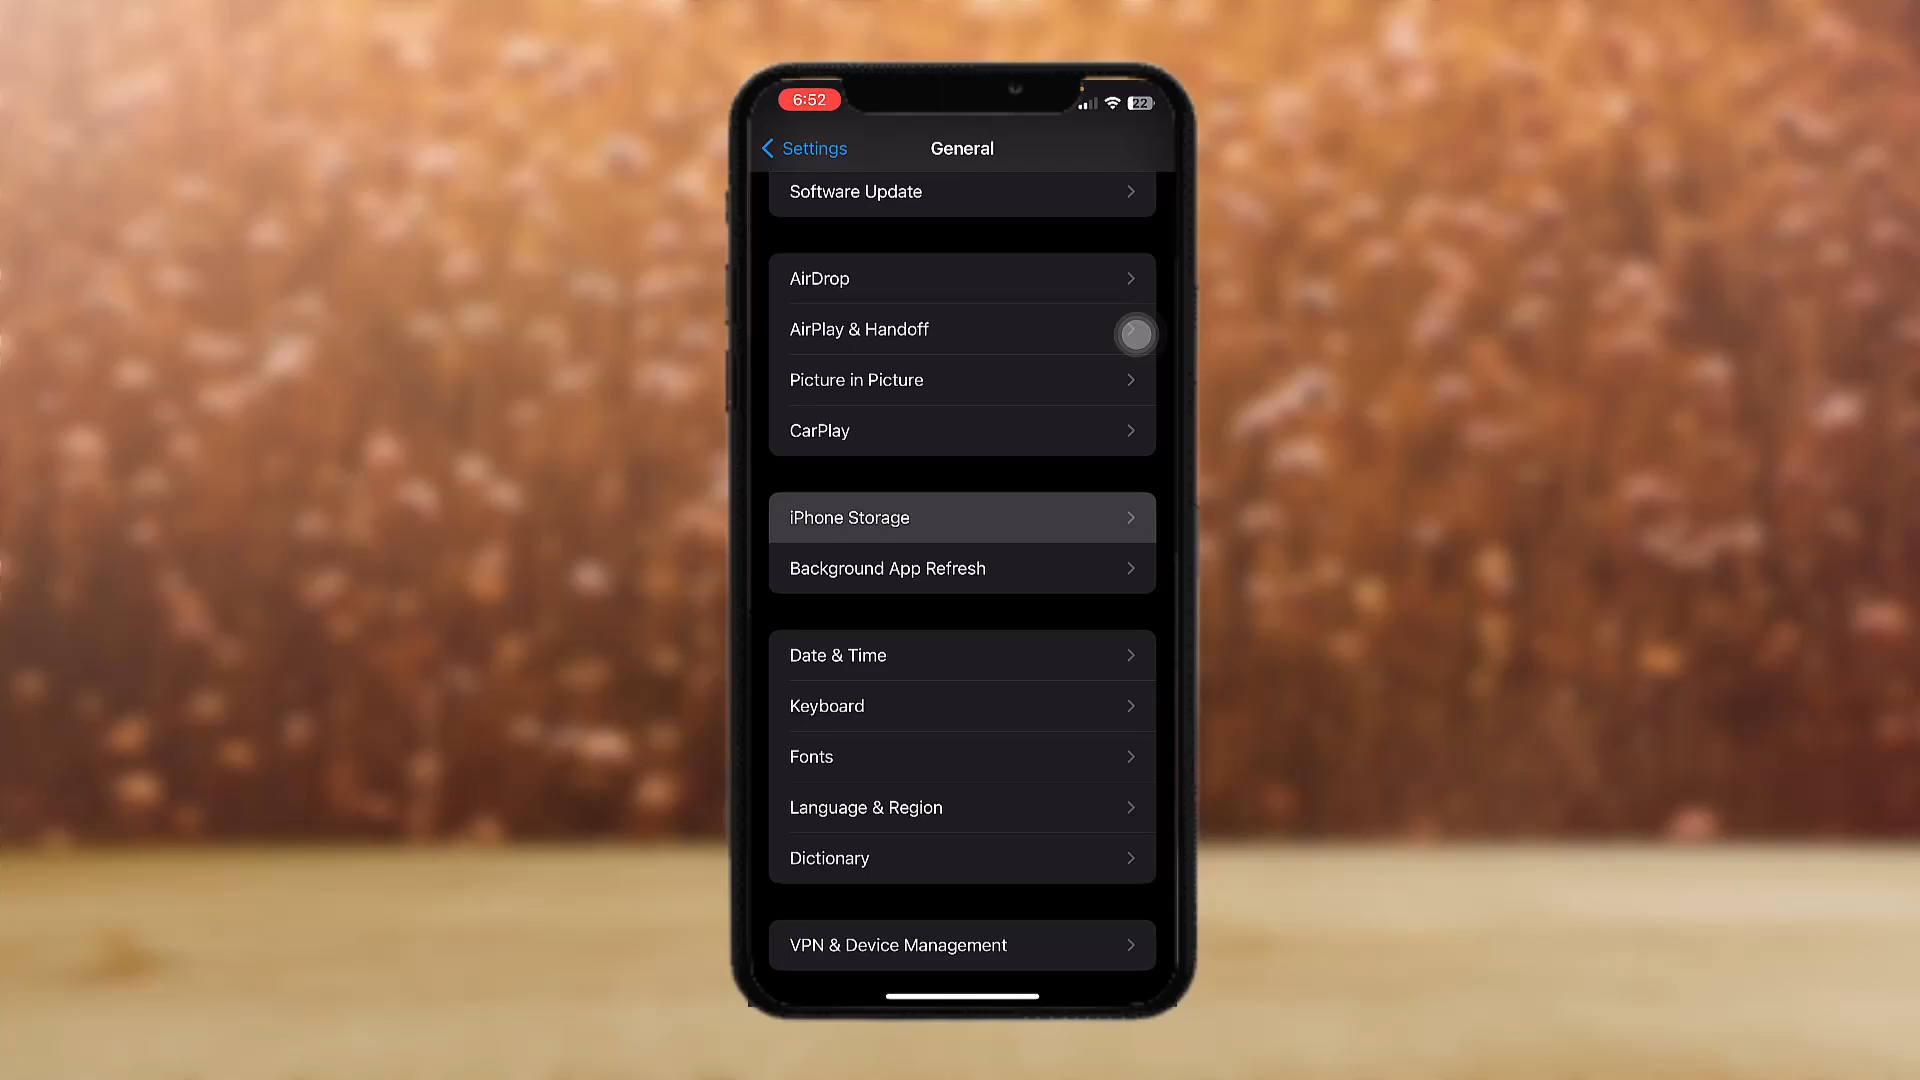 6:52
22
Settings
General
Software Update
AirDrop
AirPlay & Handoff
Picture in Picture
CarPlay
iPhone Storage
Background App Refresh
Date & Time
Keyboard
Fonts
Language & Region
Dictionary
VPN & Device Management